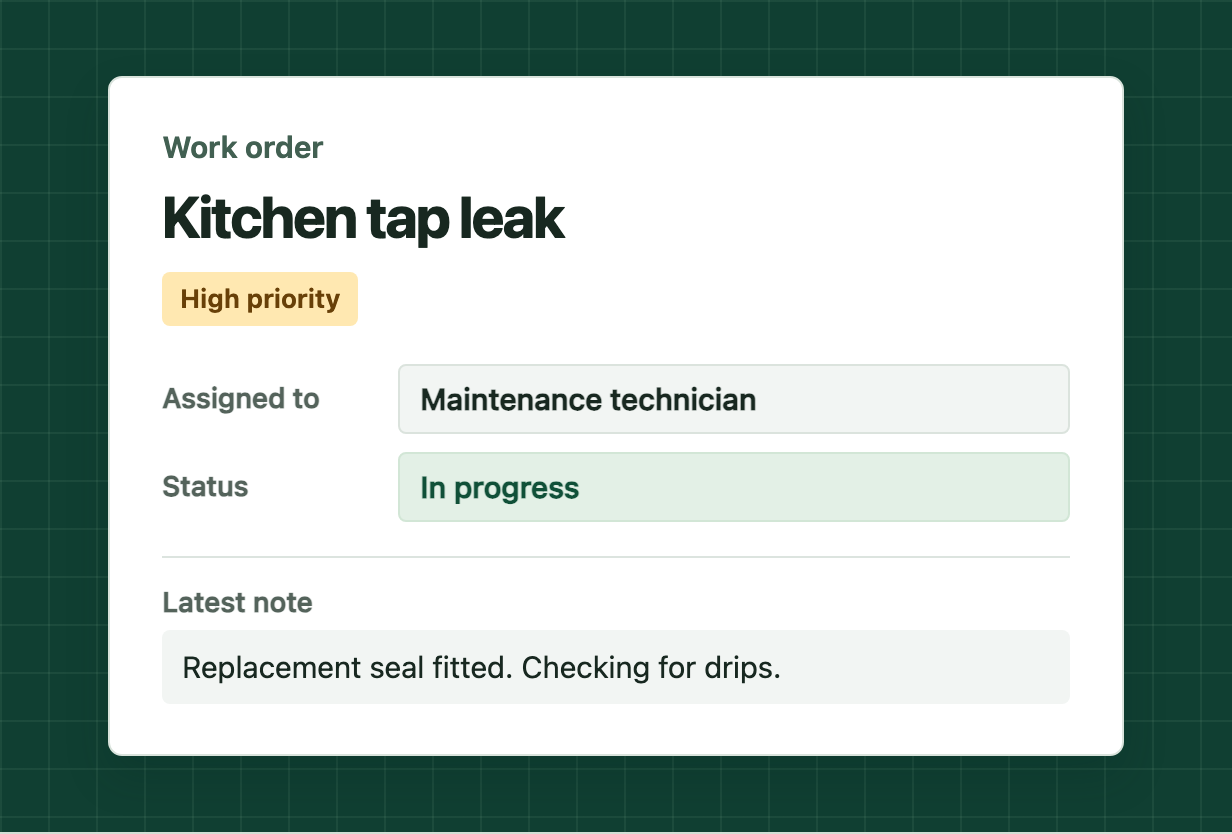 Work order
Kitchen tap leak
High priority
Assigned to
Maintenance technician
Status
In progress
Latest note
Replacement seal fitted. Checking for drips.